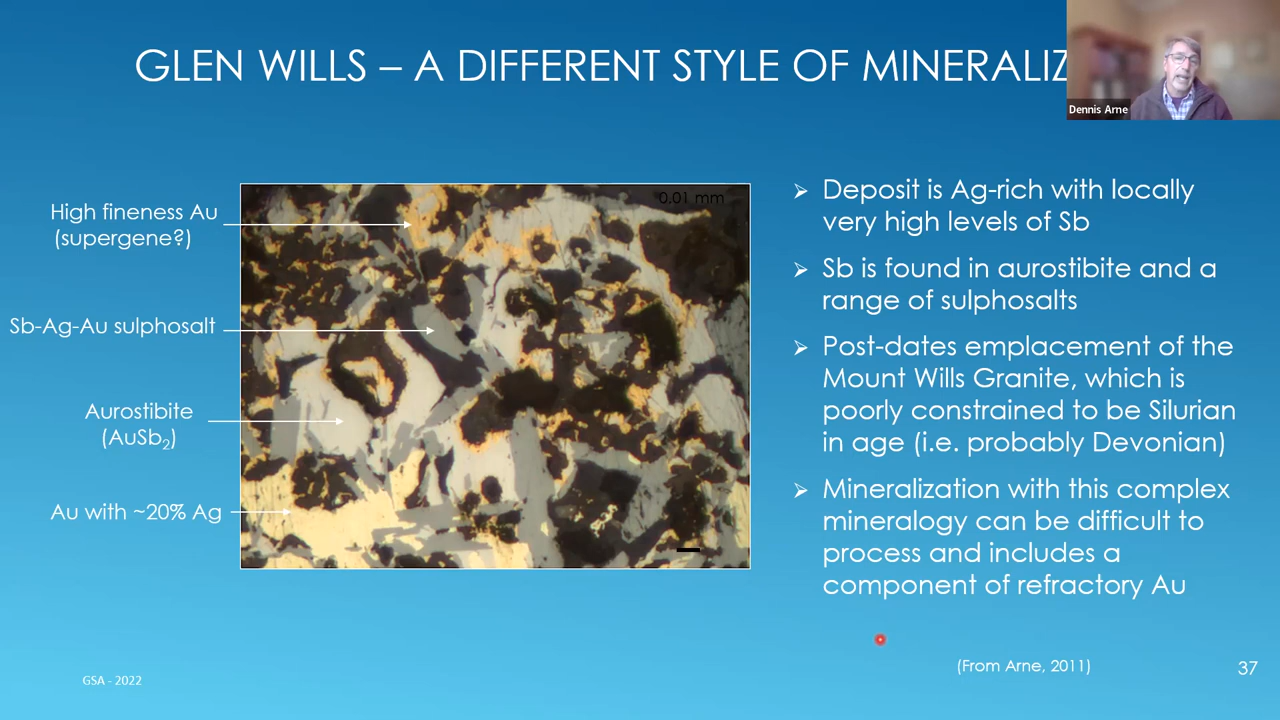 GLEN WILLS – A DIFFERENT STYLE OF MINERALIZ
Dennis Arne
High fineness Au
(supergene?)
Sb-Ag-Au sulphosalt
Aurostibite
(AuSb₂)
Au with ~20% Ag
0.01 mm
➢ Deposit is Ag-rich with locally
very high levels of Sb
➢ Sb is found in aurostibite and a
range of sulphosalts
➢ Post-dates emplacement of the
Mount Wills Granite, which is
poorly constrained to be Silurian
in age (i.e. probably Devonian)
➢ Mineralization with this complex
mineralogy can be difficult to
process and includes a
component of refractory Au
(From Arne, 2011)
GSA - 2022
37